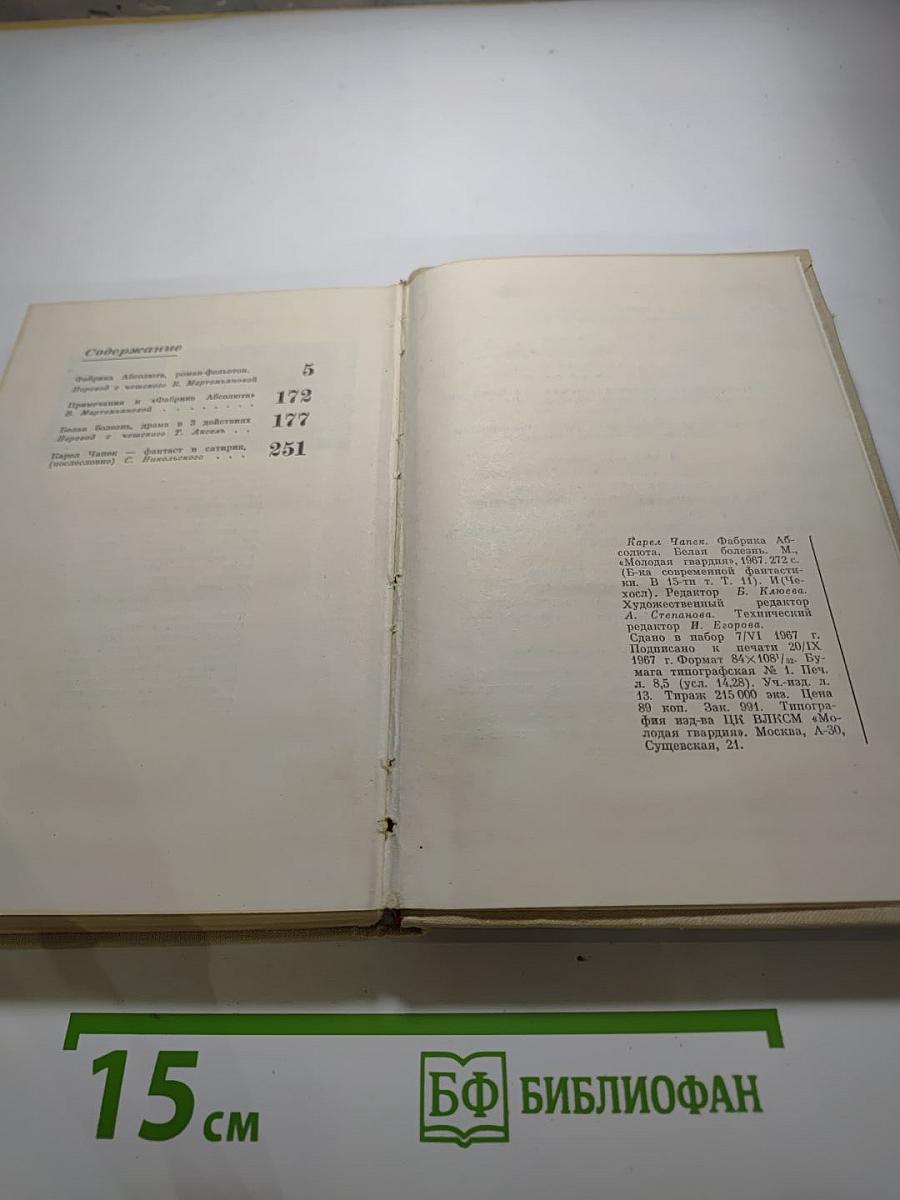 Содержание
Фабрика Абсолюта, роман-фельетон.
Перевод с чешского В. Мартемьяновой
5
Примечания к «Фабрике Абсолюта»
В. Мартемьяновой . . . . . . . .
172
Белая болезнь, драма в 3 действиях
Перевод с чешского Т. Аксель . .
177
Карел Чапек — фантаст и сатирик,
(послесловие) С. Никольского . . .
251
Карел Чапек. Фабрика Аб-
солюта. Белая болезнь. М.,
«Молодая гвардия», 1967. 272 с.
(Б-ка современной фантасти-
ки. В 15-ти т. Т. 11). И(Че-
хосл). Редактор Б. Клюева.
Художественный редактор
А. Степанова. Технический
редактор И. Егорова.
Сдано в набор 7/VI 1967 г.
Подписано к печати 20/IX
1967 г. Формат 84×108¹/₃₂. Бу-
мага типографская № 1. Печ.
л. 8,5 (усл. 14,28). Уч.-изд. л.
13. Тираж 215 000 экз. Цена
89 коп. Зак. 991. Типогра-
фия изд-ва ЦК ВЛКСМ «Мо-
лодая гвардия». Москва, А-30,
Сущевская, 21.
15 см
БФ БИБЛИОФАН